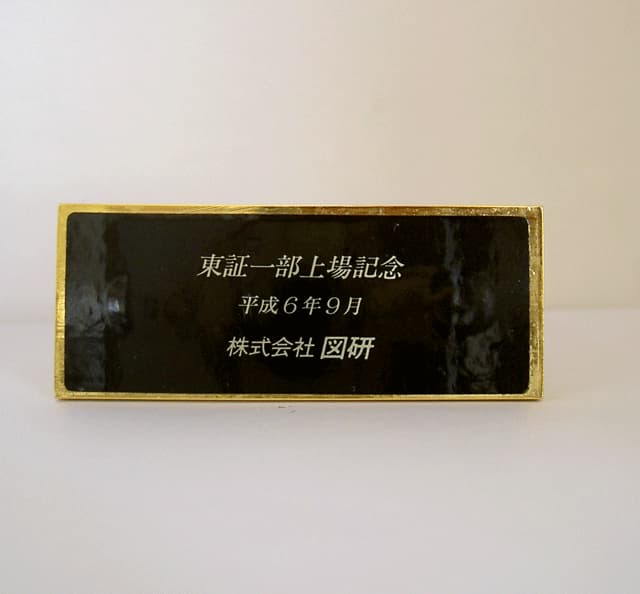 東証一部上場記念
平成６年９月
株式会社 図研